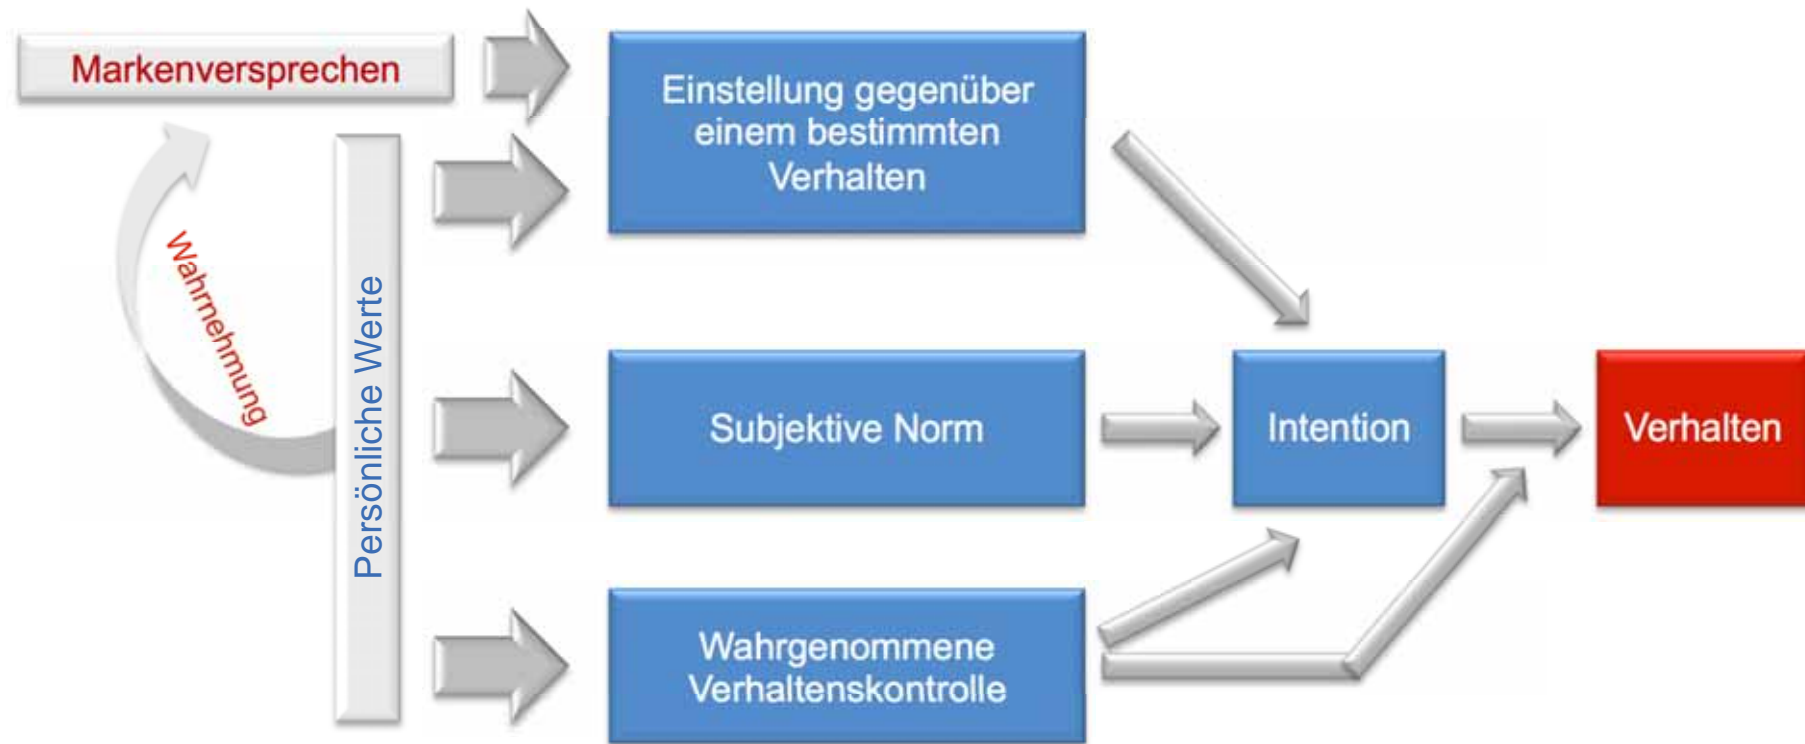 Markenversprechen
Einstellung gegenüber
einem bestimmten
Verhalten
Wahrnehmung
Persönliche Werte
Subjektive Norm
Intention
Verhalten
Wahrgenommene
Verhaltenskontrolle